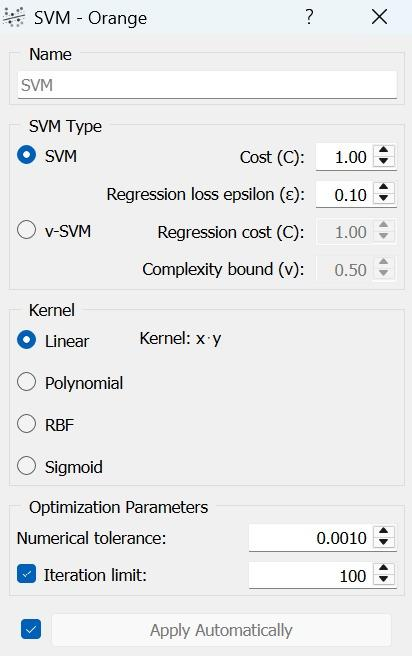 SVM - Orange ?
Name
SVM
SVM Type
SVM Cost (C): 1.00
Regression loss epsilon (ε): 0.10
v-SVM Regression cost (C): 1.00
Complexity bound (v): 0.50
Kernel
Linear Kernel: x·y
Polynomial
RBF
Sigmoid
Optimization Parameters
Numerical tolerance: 0.0010
Iteration limit: 100
Apply Automatically